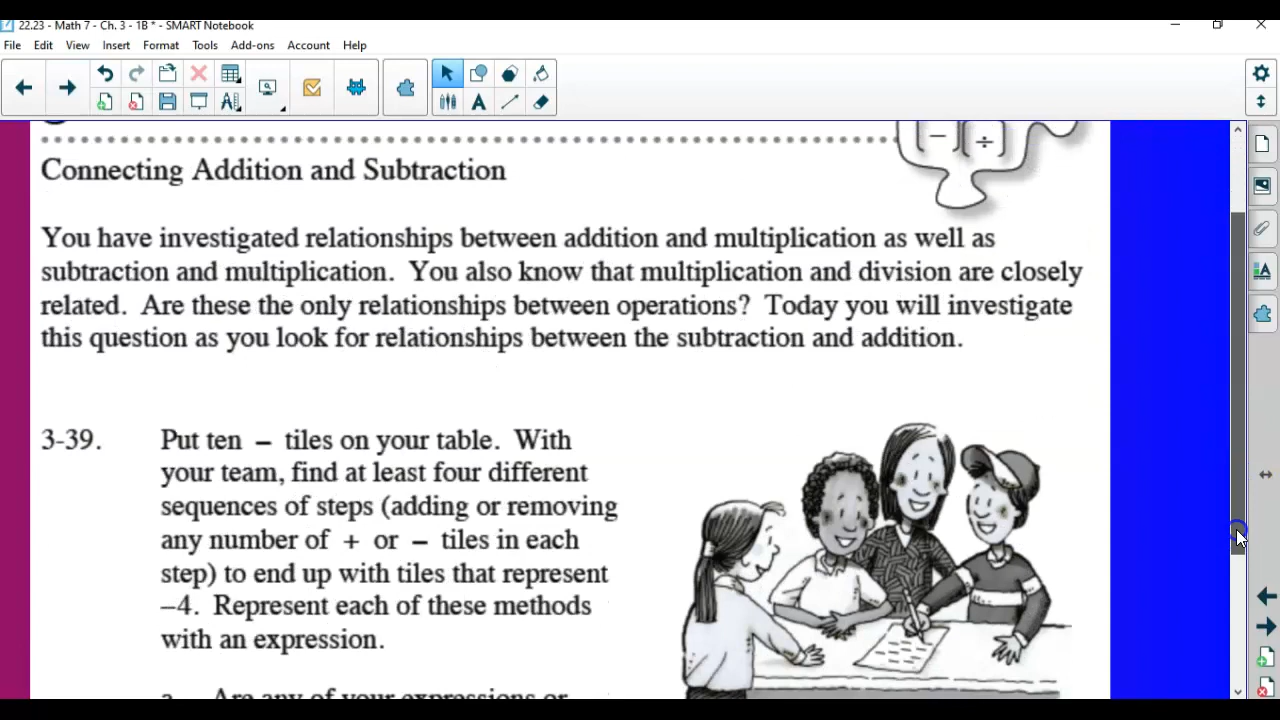 22.23 - Math 7 - Ch. 3 - 1B * - SMART Notebook
File Edit View Insert Format Tools Add-ons Account Help
− ÷
Connecting Addition and Subtraction
You have investigated relationships between addition and multiplication as well as
subtraction and multiplication. You also know that multiplication and division are closely
related. Are these the only relationships between operations? Today you will investigate
this question as you look for relationships between the subtraction and addition.
3-39. Put ten − tiles on your table. With
your team, find at least four different
sequences of steps (adding or removing
any number of + or − tiles in each
step) to end up with tiles that represent
−4. Represent each of these methods
with an expression.
a. Are any of your expressions or